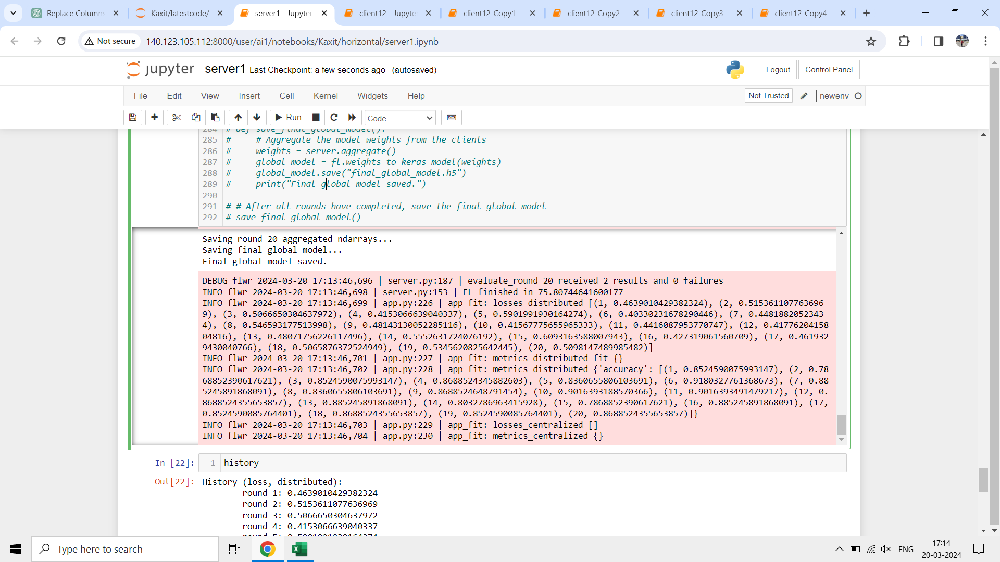 Replace Columns
Kaxit/latestcode/
server1 - Jupyter
client12 - Jupyte
client12-Copy1 -
client12-Copy2 -
client12-Copy3 -
client12-Copy4 -
Not secure
140.123.105.112:8000/user/ai1/notebooks/Kaxit/horizontal/server1.ipynb
jupyter server1 Last Checkpoint: a few seconds ago (autosaved)
Logout
Control Panel
File Edit View Insert Cell Kernel Widgets Help
Not Trusted
newenv
Run
Code
284 # def save_final_global_model():
285 #     # Aggregate the model weights from the clients
286 #     weights = server.aggregate()
287 #     global_model = fl.weights_to_keras_model(weights)
288 #     global_model.save("final_global_model.h5")
289 #     print("Final global model saved.")
290
291 # # After all rounds have completed, save the final global model
292 # save_final_global_model()
Saving round 20 aggregated_ndarrays...
Saving final global model...
Final global model saved.
DEBUG flwr 2024-03-20 17:13:46,696 | server.py:187 | evaluate_round 20 received 2 results and 0 failures
INFO flwr 2024-03-20 17:13:46,698 | server.py:153 | FL finished in 75.80744641600177
INFO flwr 2024-03-20 17:13:46,699 | app.py:226 | app_fit: losses_distributed [(1, 0.4639010429382324), (2, 0.515361107763696
9), (3, 0.5066650304637972), (4, 0.4153066639040337), (5, 0.5901991930164274), (6, 0.40330231678290446), (7, 0.4481882052343
4), (8, 0.546593177513998), (9, 0.48143130052285116), (10, 0.41567775655965333), (11, 0.4416087953770747), (12, 0.4177620415
804816), (13, 0.48071756226117496), (14, 0.5552631724076192), (15, 0.6093163588007943), (16, 0.427319061560709), (17, 0.461932
9430040766), (18, 0.5065876372524949), (19, 0.5345620825642445), (20, 0.5098147489985482)]
INFO flwr 2024-03-20 17:13:46,701 | app.py:227 | app_fit: metrics_distributed_fit {}
INFO flwr 2024-03-20 17:13:46,702 | app.py:228 | app_fit: metrics_distributed {'accuracy': [(1, 0.8524590075993147), (2, 0.786
8852390617621), (3, 0.8524590075993147), (4, 0.8688524345882603), (5, 0.8360655806103691), (6, 0.9180327761368673), (7, 0.88
5245891868091), (8, 0.8360655806103691), (9, 0.8688524648791454), (10, 0.9016393188570366), (11, 0.9016393491479217), (12, 0.
8688524355653857), (13, 0.885245891868091), (14, 0.8032786963415928), (15, 0.7868852390617621), (16, 0.885245891868091), (17,
0.8524590085764401), (18, 0.8688524355653857), (19, 0.8524590085764401), (20, 0.8688524355653857)]}
INFO flwr 2024-03-20 17:13:46,703 | app.py:229 | app_fit: losses_centralized []
INFO flwr 2024-03-20 17:13:46,704 | app.py:230 | app_fit: metrics_centralized {}
In [22]: 1 history
Out[22]: History (loss, distributed):
round 1: 0.4639010429382324
round 2: 0.5153611077636969
round 3: 0.5066650304637972
round 4: 0.4153066639040337
Type here to search
ENG
17:14
20-03-2024